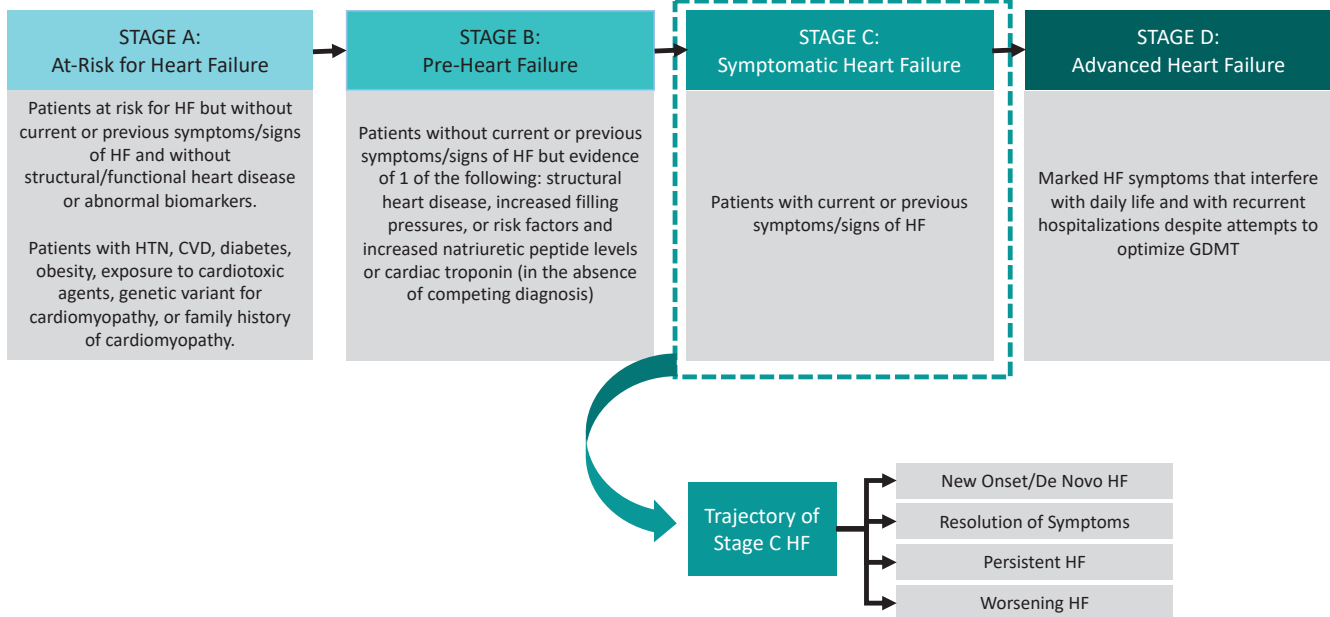 STAGE A:
At-Risk for Heart Failure
Patients at risk for HF but without
current or previous symptoms/signs
of HF and without
structural/functional heart disease
or abnormal biomarkers.
Patients with HTN, CVD, diabetes,
obesity, exposure to cardiotoxic
agents, genetic variant for
cardiomyopathy, or family history
of cardiomyopathy.
STAGE B:
Pre-Heart Failure
Patients without current or previous
symptoms/signs of HF but evidence
of 1 of the following: structural
heart disease, increased filling
pressures, or risk factors and
increased natriuretic peptide levels
or cardiac troponin (in the absence
of competing diagnosis)
STAGE C:
Symptomatic Heart Failure
Patients with current or previous
symptoms/signs of HF
STAGE D:
Advanced Heart Failure
Marked HF symptoms that interfere
with daily life and with recurrent
hospitalizations despite attempts to
optimize GDMT
Trajectory of
Stage C HF
New Onset/De Novo HF
Resolution of Symptoms
Persistent HF
Worsening HF